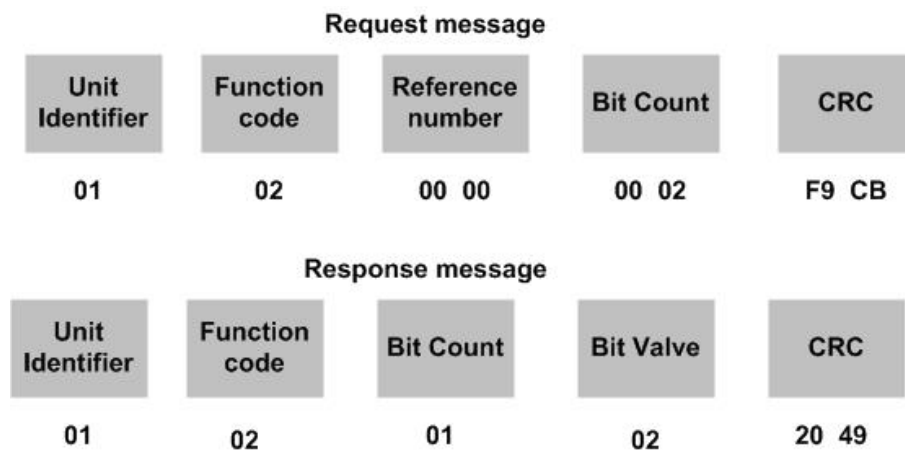 Request message
Unit Identifier
Function code
Reference number
Bit Count
CRC
01 02 00 00 00 02 F9 CB
Response message
Unit Identifier
Function code
Bit Count
Bit Valve
CRC
01 02 01 02 20 49